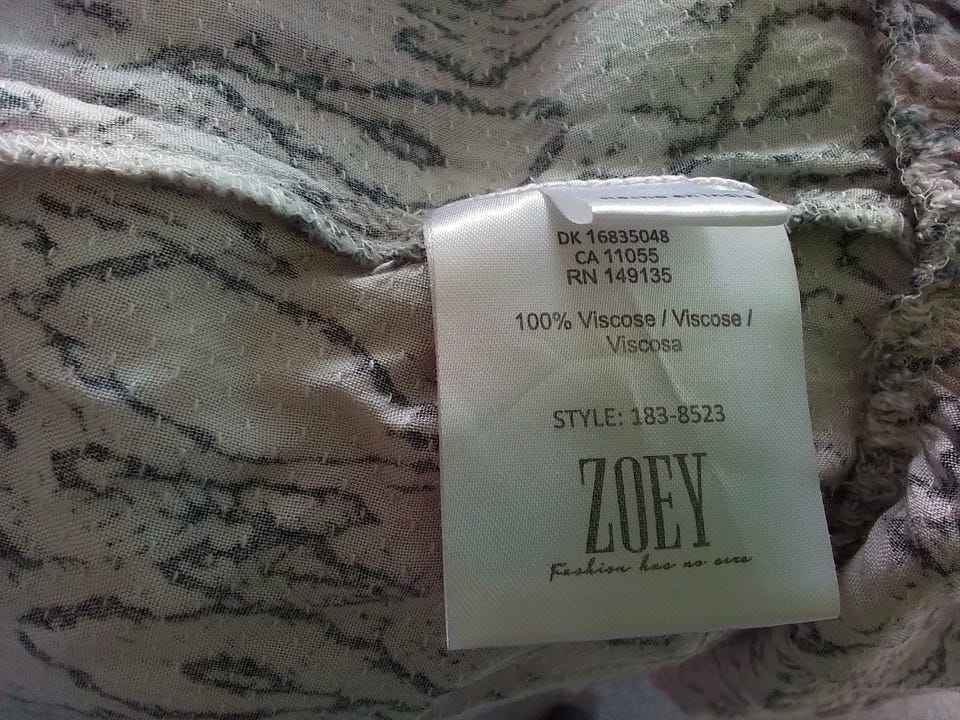 DK 16835048
CA 11055
RN 149135
100% Viscose / Viscose /
Viscosa
STYLE: 183-8523
ZOEY
Fashion has no size